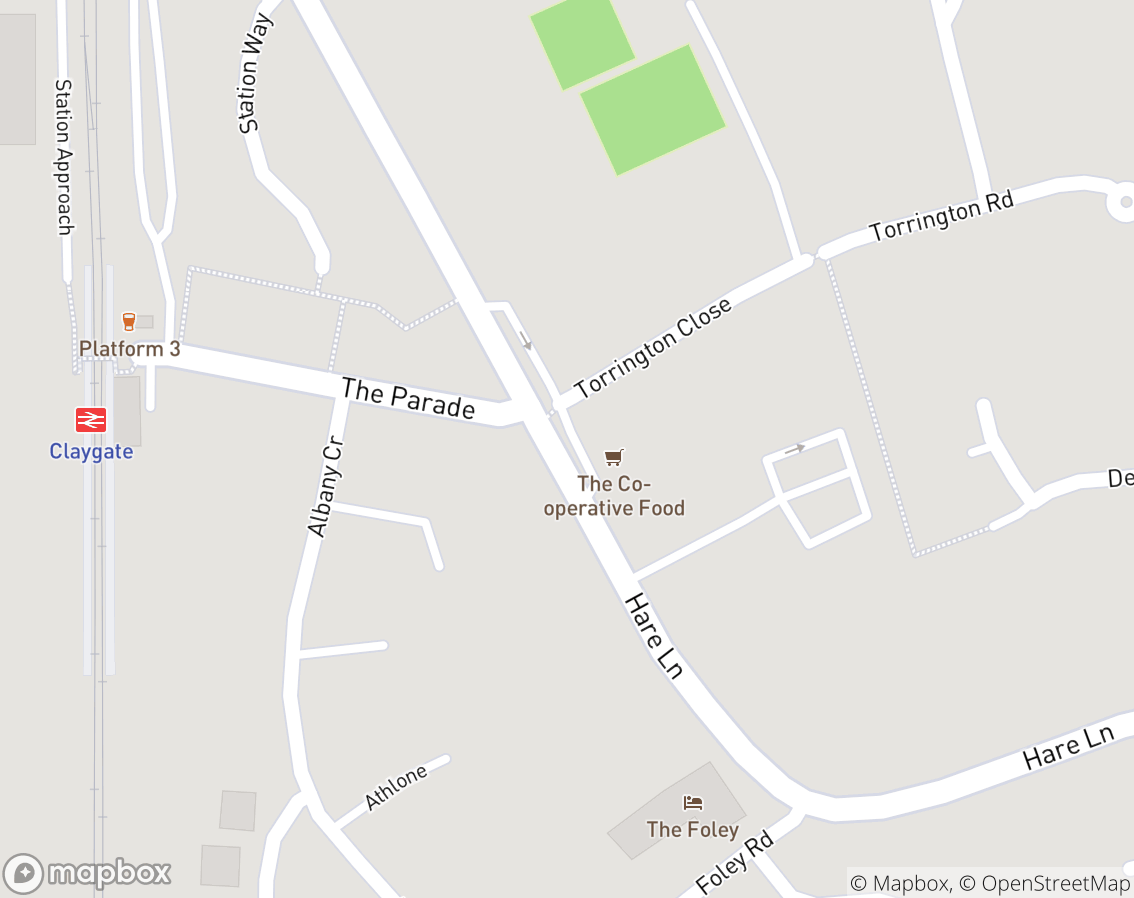 Station Way
Station Approach
Torrington Rd
Platform 3
Torrington Close
The Parade
Claygate
Albany Cr
The Co-
operative Food
De
Hare Ln
Hare Ln
Athlone
The Foley
Foley Rd
mapbox
© Mapbox, © OpenStreetMap